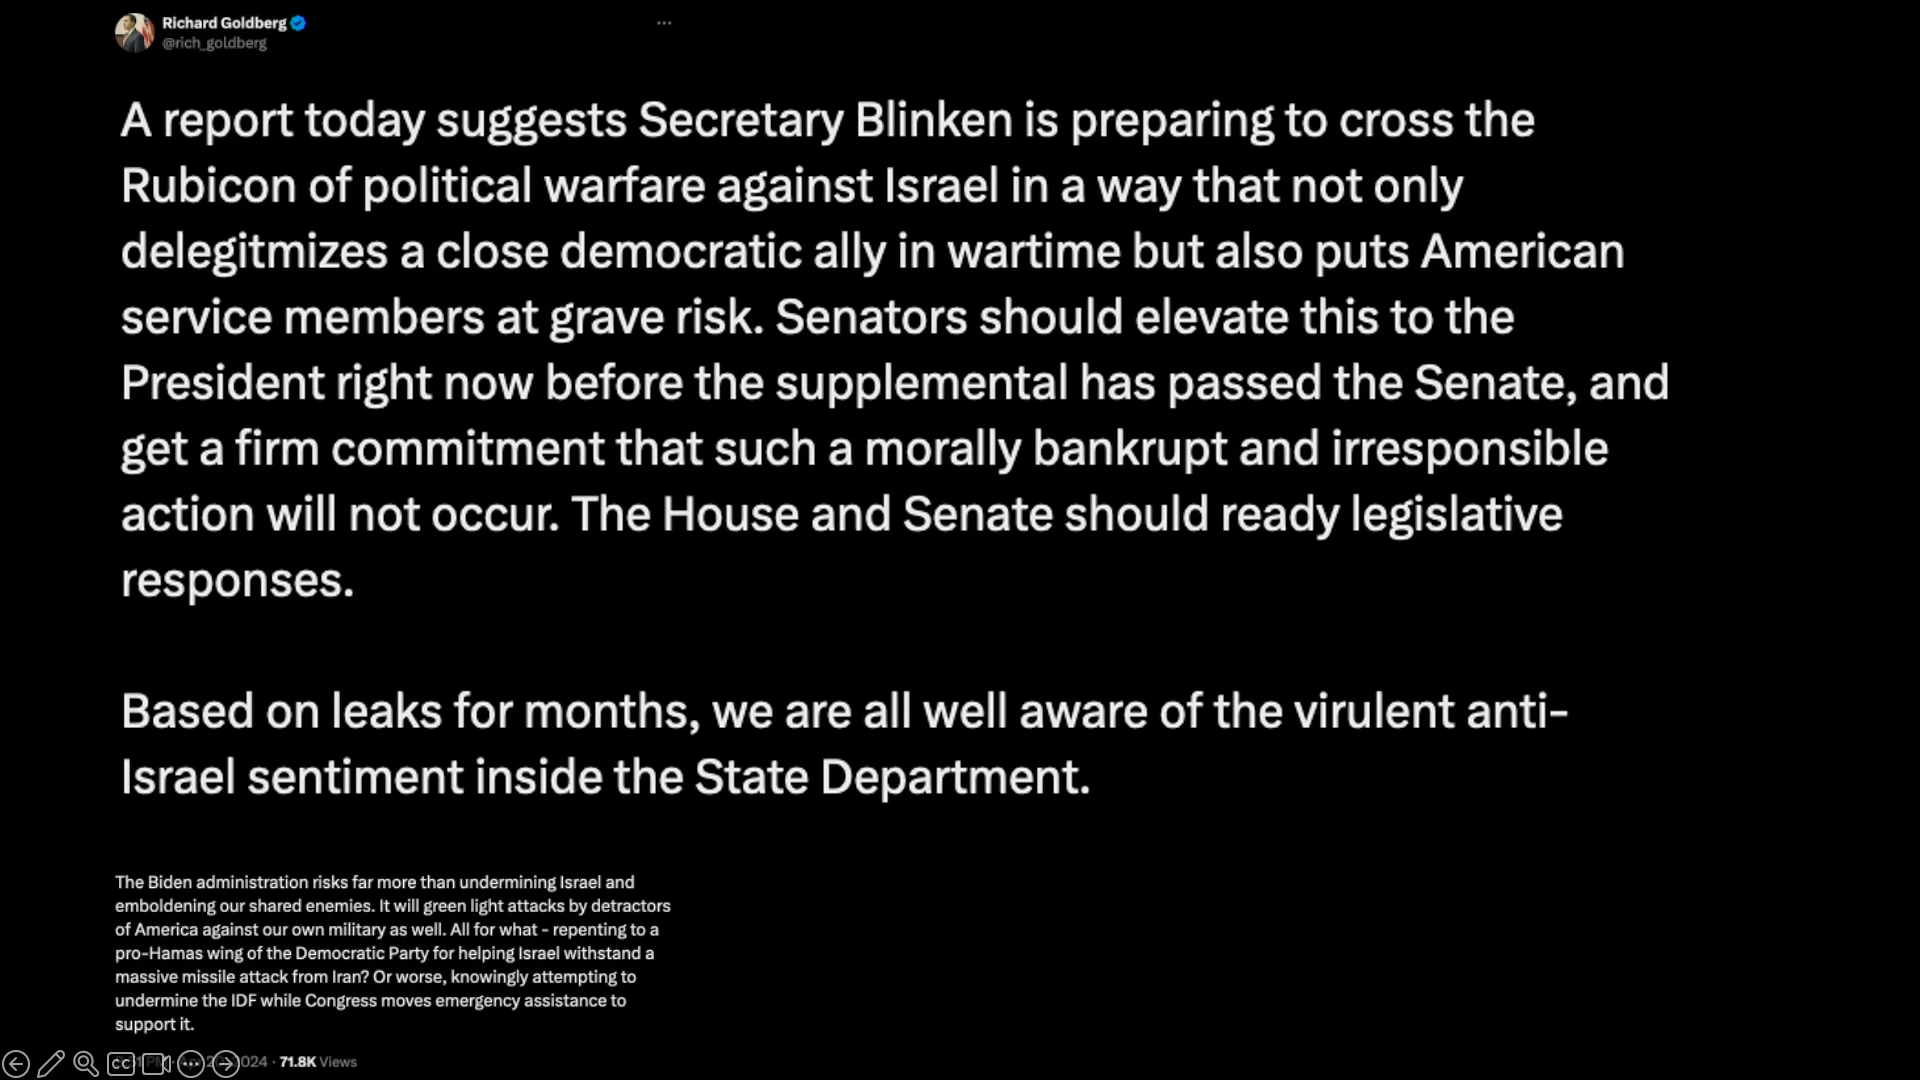 Richard Goldberg
@rich_goldberg
A report today suggests Secretary Blinken is preparing to cross the
Rubicon of political warfare against Israel in a way that not only
delegitmizes a close democratic ally in wartime but also puts American
service members at grave risk. Senators should elevate this to the
President right now before the supplemental has passed the Senate, and
get a firm commitment that such a morally bankrupt and irresponsible
action will not occur. The House and Senate should ready legislative
responses.
Based on leaks for months, we are all well aware of the virulent anti-
Israel sentiment inside the State Department.
The Biden administration risks far more than undermining Israel and
emboldening our shared enemies. It will green light attacks by detractors
of America against our own military as well. All for what - repenting to a
pro-Hamas wing of the Democratic Party for helping Israel withstand a
massive missile attack from Iran? Or worse, knowingly attempting to
undermine the IDF while Congress moves emergency assistance to
support it.
CC 024 · 71.8K Views